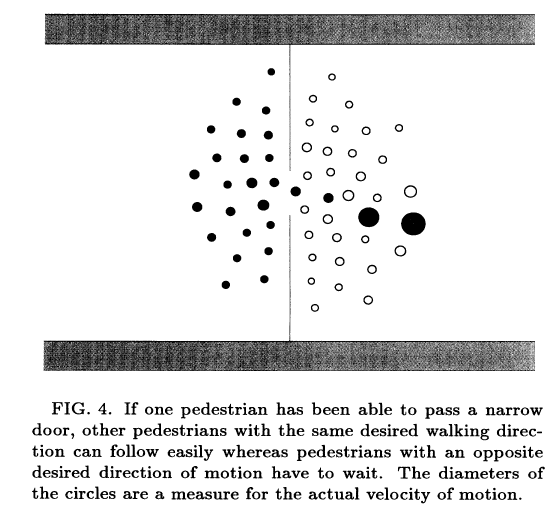 FIG. 4. If one pedestrian has been able to pass a narrow
door, other pedestrians with the same desired walking direc-
tion can follow easily whereas pedestrians with an opposite
desired direction of motion have to wait. The diameters of
the circles are a measure for the actual velocity of motion.